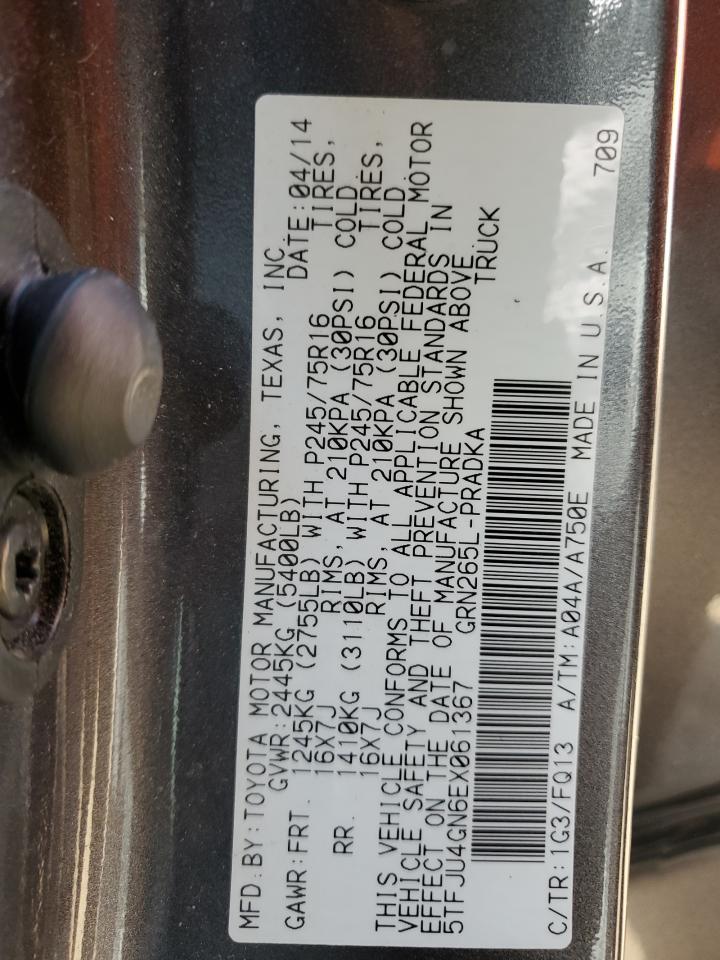 MFD.BY:TOYOTA MOTOR MANUFACTURING, TEXAS, INC.
GVWR:2445KG (5400LB) DATE:04/14
GAWR:FRT. 1245KG (2755LB) WITH P245/75R16 TIRES,
16X7J RIMS, AT 210KPA (30PSI) COLD
RR. 1410KG (3110LB) WITH P245/75R16 TIRES,
16X7J RIMS, AT 210KPA (30PSI) COLD
THIS VEHICLE CONFORMS TO ALL APPLICABLE FEDERAL MOTOR
VEHICLE SAFETY AND THEFT PREVENTION STANDARDS IN
EFFECT ON THE DATE OF MANUFACTURE SHOWN ABOVE.
5TFJU4GN6EX061367 GRN265L-PRADKA TRUCK
C/TR:1G3/FQ13 A/TM:A04A/A750E MADE IN U.S.A. 709